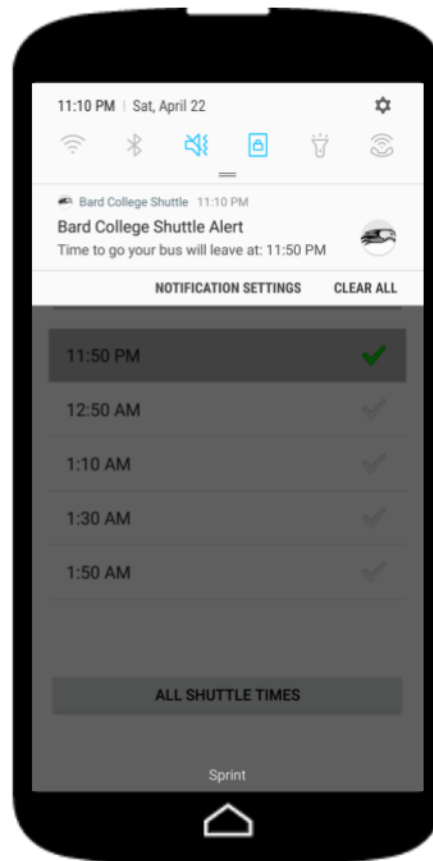 11:10 PM | Sat, April 22
Bard College Shuttle 11:10 PM
Bard College Shuttle Alert
Time to go your bus will leave at: 11:50 PM
NOTIFICATION SETTINGS CLEAR ALL
11:50 PM
12:50 AM
1:10 AM
1:30 AM
1:50 AM
ALL SHUTTLE TIMES
Sprint